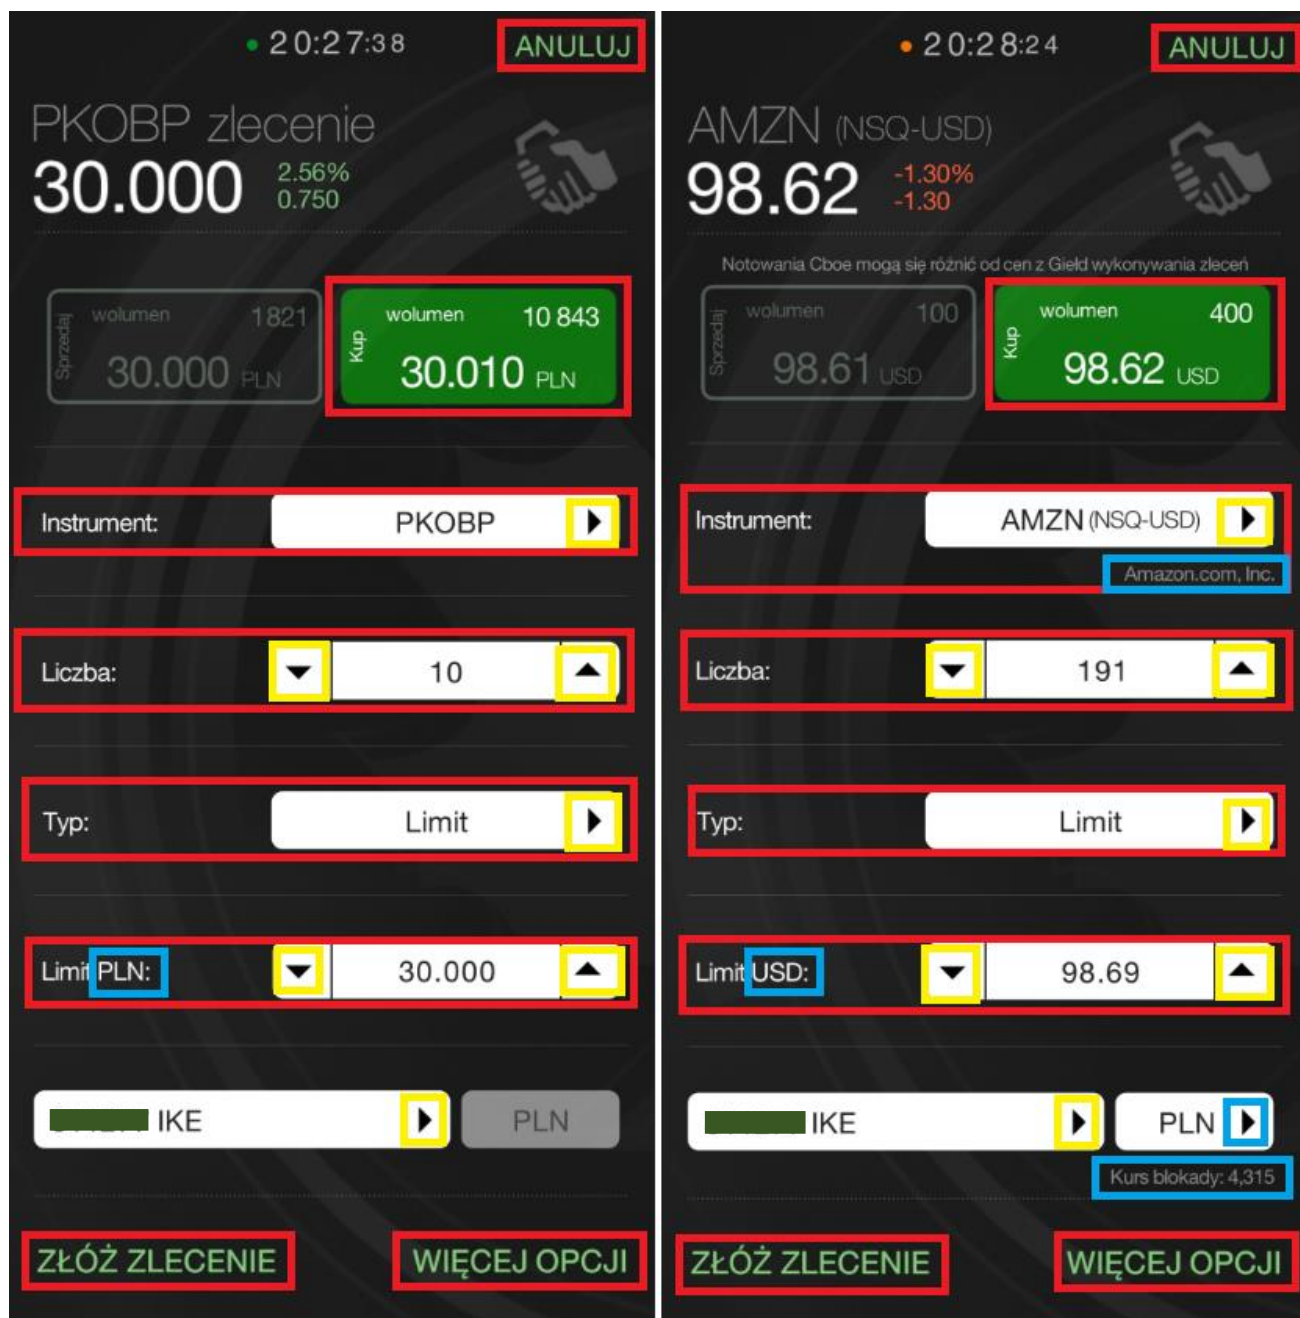 20:27:38 ANULUJ
PKOBP zlecenie
30.000 2.56%
0.750
Sprzedaj wolumen 1821
30.000 PLN
Kup wolumen 10 843
30.010 PLN
Instrument: PKOBP
Liczba: 10
Typ: Limit
Limit PLN: 30.000
IKE PLN
ZŁÓŻ ZLECENIE WIĘCEJ OPCJI
20:28:24 ANULUJ
AMZN (NSQ-USD)
98.62 -1.30%
-1.30
Notowania Cboe mogą się różnić od cen z Giełd wykonywania zleceń
Sprzedaj wolumen 100
98.61 USD
Kup wolumen 400
98.62 USD
Instrument: AMZN (NSQ-USD)
Amazon.com, Inc.
Liczba: 191
Typ: Limit
Limit USD: 98.69
IKE PLN
Kurs blokady: 4,315
ZŁÓŻ ZLECENIE WIĘCEJ OPCJI